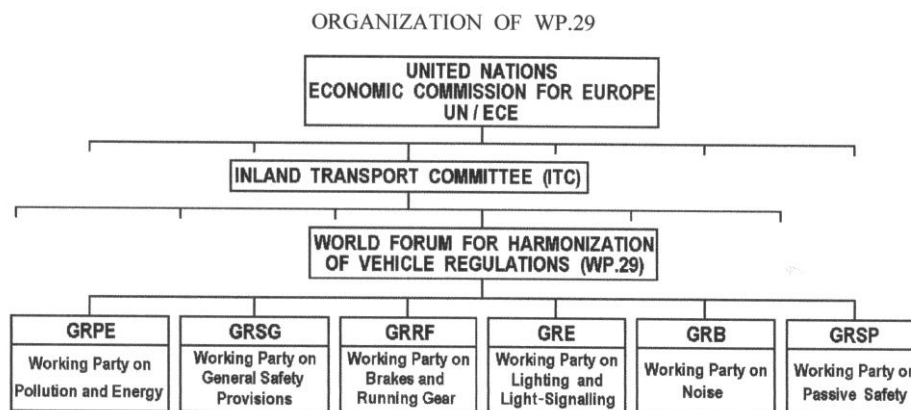 ORGANIZATION OF WP.29
UNITED NATIONS
ECONOMIC COMMISSION FOR EUROPE
UN / ECE
INLAND TRANSPORT COMMITTEE (ITC)
WORLD FORUM FOR HARMONIZATION
OF VEHICLE REGULATIONS (WP.29)
GRPE
Working Party on
Pollution and Energy
GRSG
Working Party on
General Safety
Provisions
GRRF
Working Party on
Brakes and
Running Gear
GRE
Working Party on
Lighting and
Light-Signalling
GRB
Working Party on
Noise
GRSP
Working Party on
Passive Safety